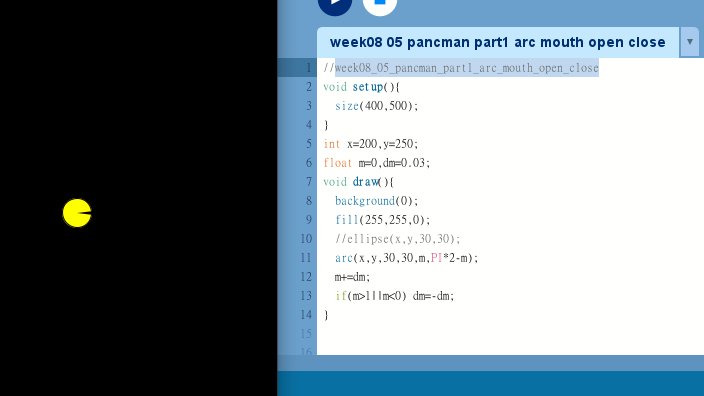 week08 05 pancman part1 arc mouth open close
1 //week08_05_pancman_part1_arc_mouth_open_close
2 void setup(){
3 size(400,500);
4 }
5 int x=200,y=250;
6 float m=0,dm=0.03;
7 void draw(){
8 background(0);
9 fill(255,255,0);
10 //ellipse(x,y,30,30);
11 arc(x,y,30,30,m,PI*2-m);
12 m+=dm;
13 if(m>1||m<0) dm=-dm;
14 }
15
16